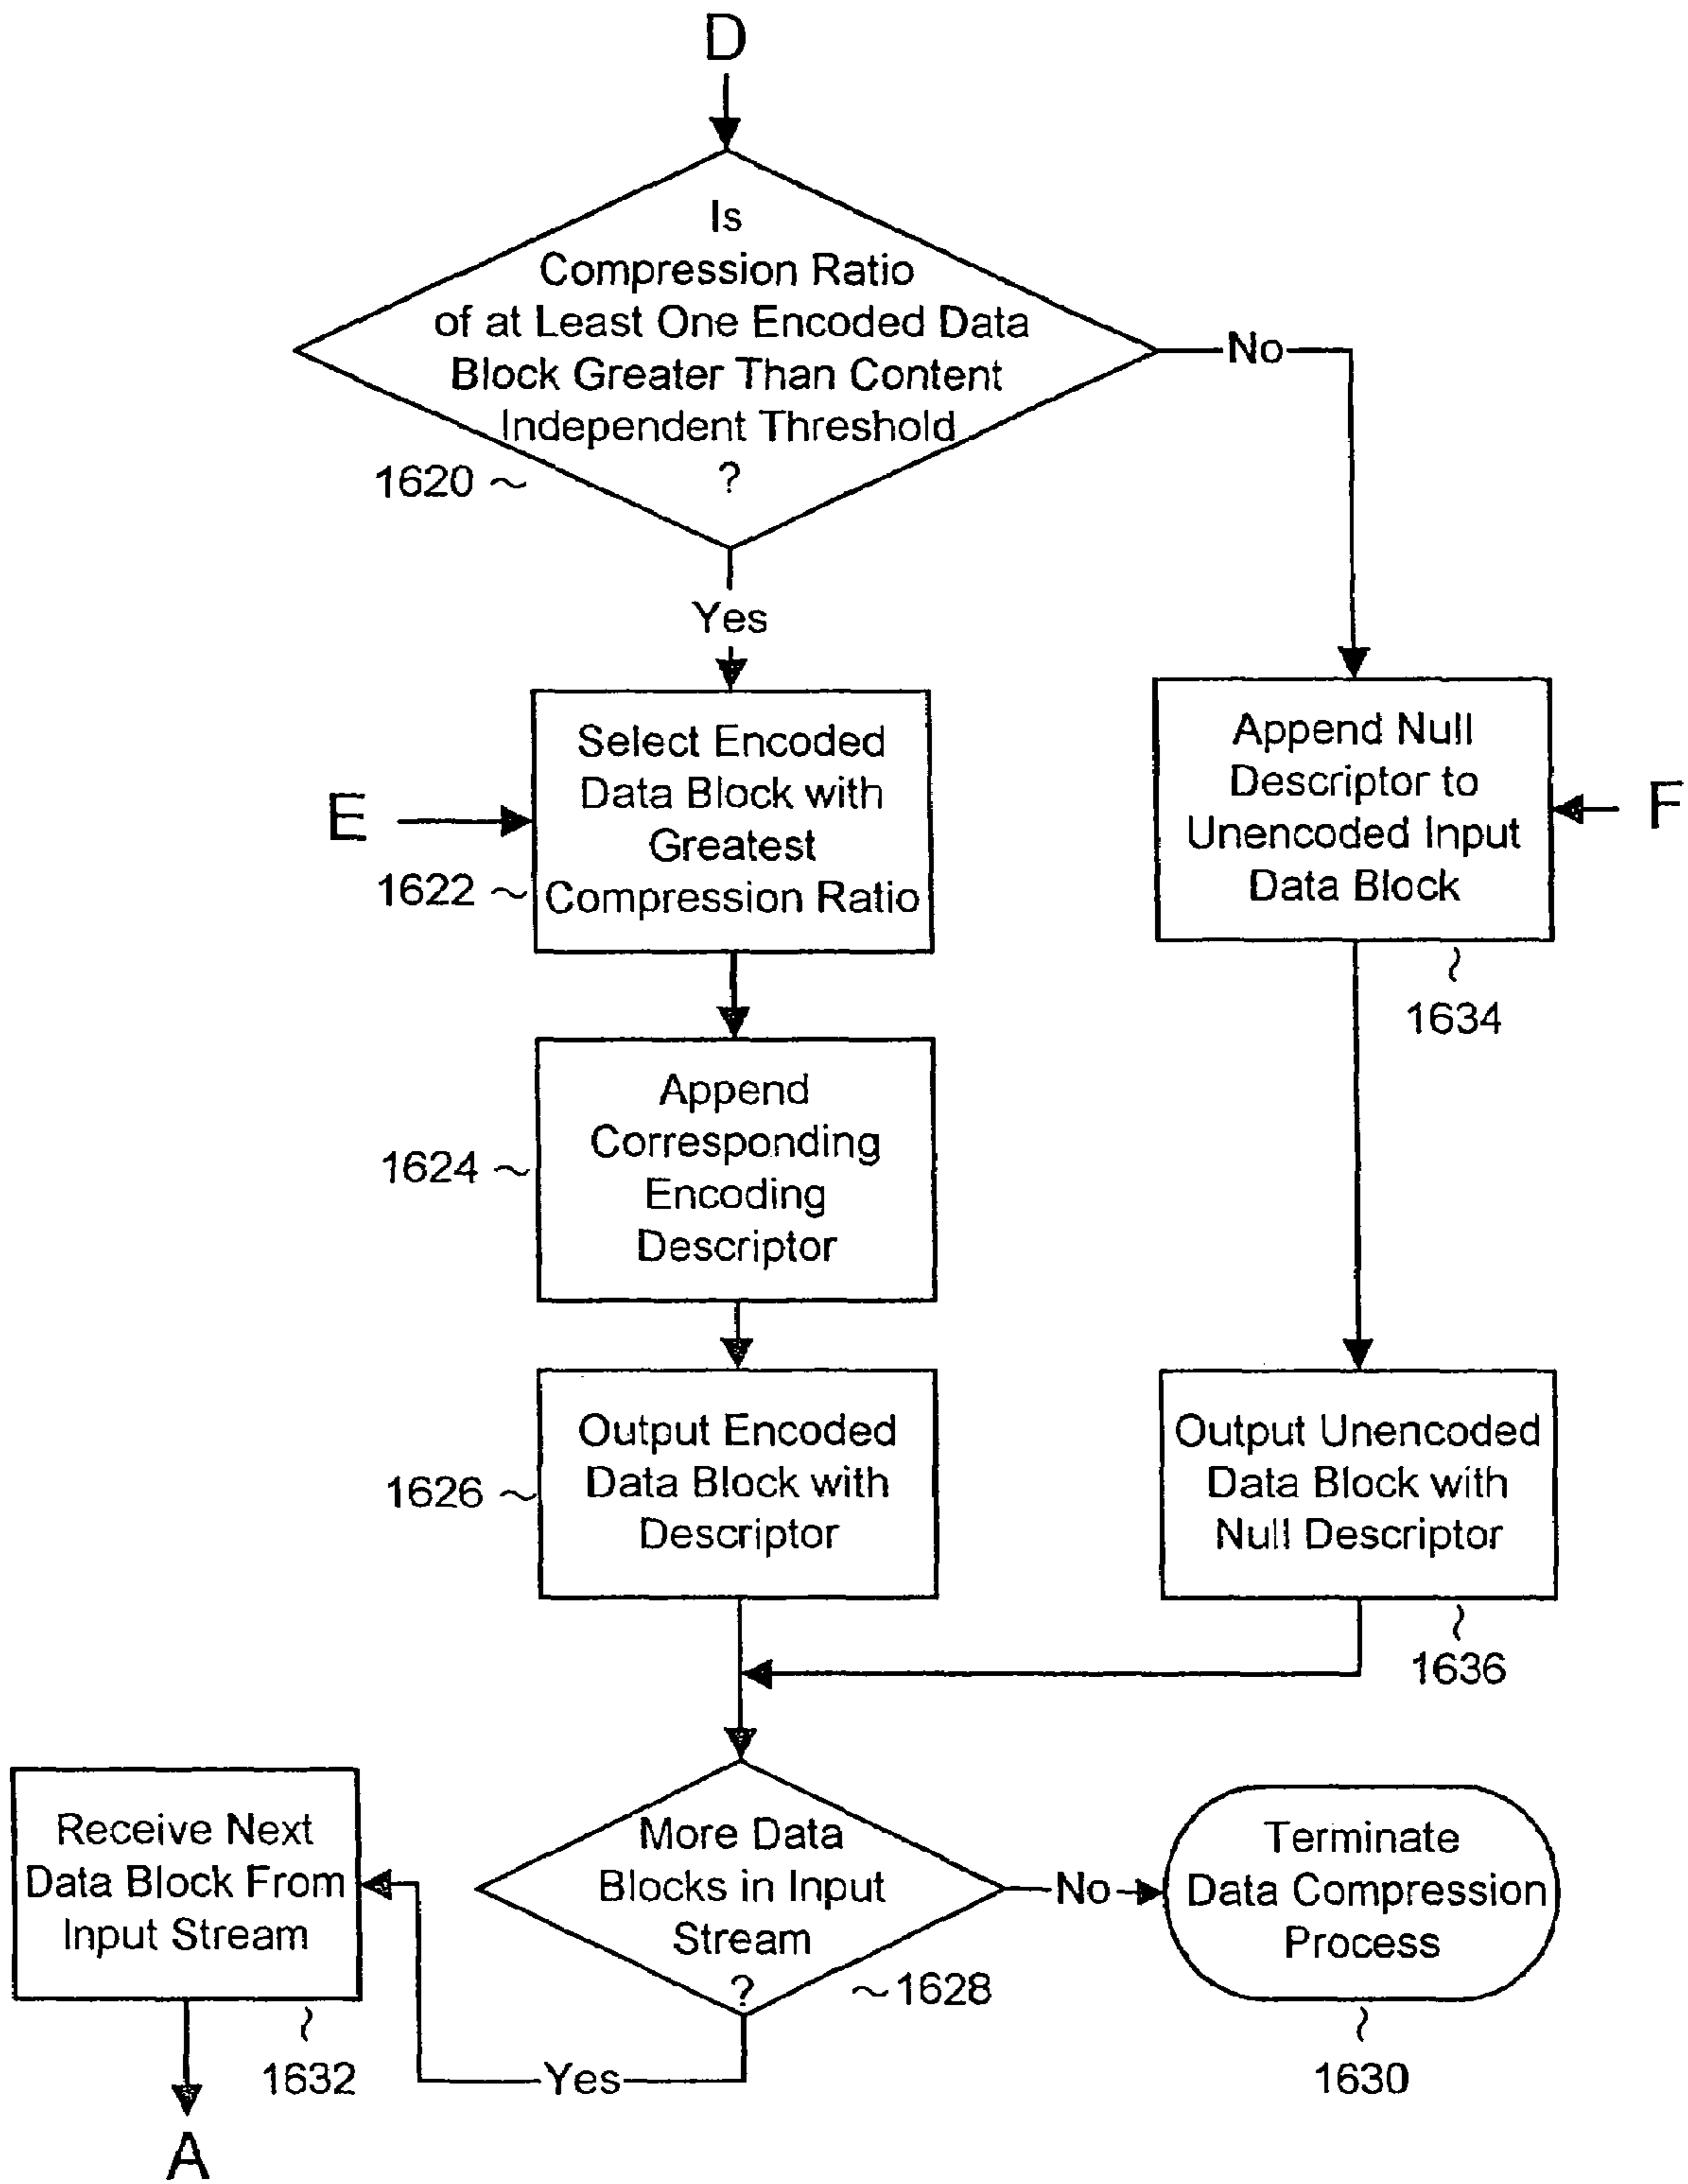 D
Is
Compression Ratio
of at Least One Encoded Data
Block Greater Than Content
Independent Threshold
?
1620
No
Yes
Select Encoded
Data Block with
Greatest
Compression Ratio
E
1622
Append Null
Descriptor to
Unencoded Input
Data Block
F
1634
Append
Corresponding
Encoding
Descriptor
1624
Output Encoded
Data Block with
Descriptor
1626
Output Unencoded
Data Block with
Null Descriptor
1636
Receive Next
Data Block From
Input Stream
1632
More Data
Blocks in Input
Stream
?
1628
No
Terminate
Data Compression
Process
1630
Yes
A